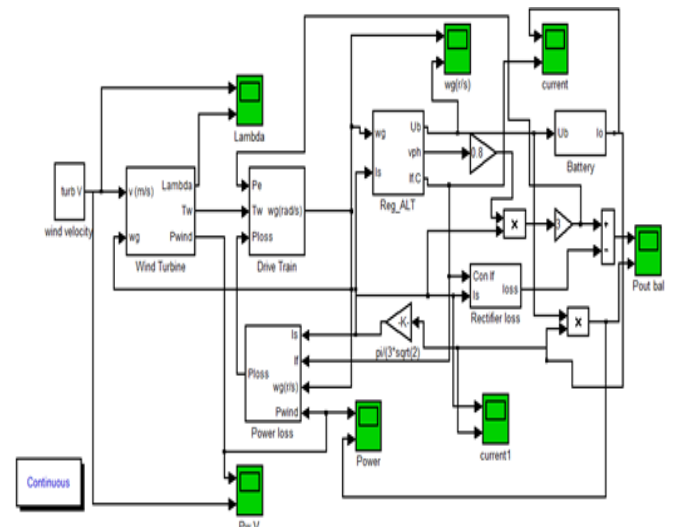 turb V
wind velocity
v (m/s)
wg
Lambda
Tw
Pwind
Wind Turbine
Lambda
Pe
Tw
Ploss
wg(rad/s)
Drive Train
wg
Is
Ub
vph
If.C
Reg_ALT
wg(r/s)
0.8
current
Ub
Io
Battery
×
3
+
-
Pout bal
Con If
Is
loss
Rectifier loss
×
-K-
pi/(3*sqrt(2)
Ploss
Is
If
wg(r/s)
Pwind
Power loss
Power
current1
Continuous
Pw V